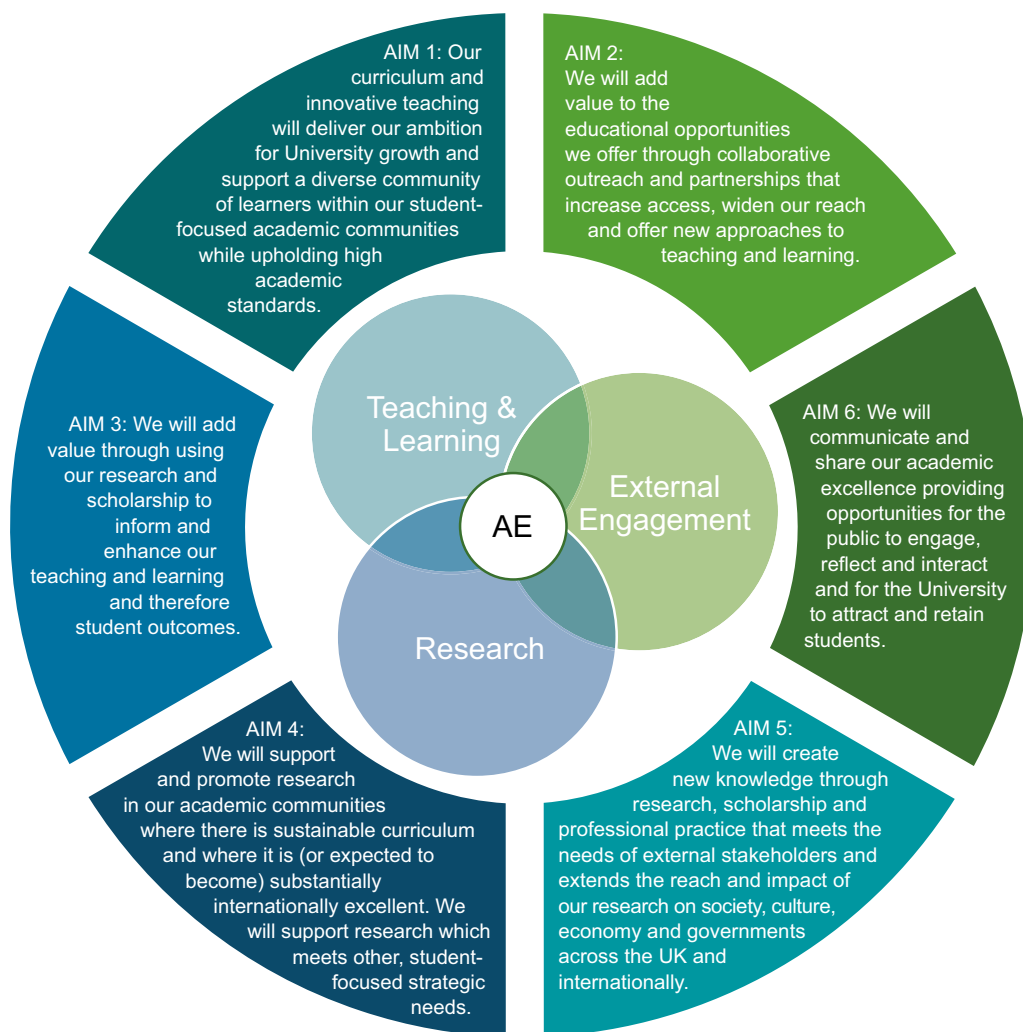 AIM 1: Our
curriculum and
innovative teaching
will deliver our ambition
for University growth and
support a diverse community
of learners within our student-
focused academic communities
while upholding high
academic
standards.
AIM 2:
We will add
value to the
educational opportunities
we offer through collaborative
outreach and partnerships that
increase access, widen our reach
and offer new approaches to
teaching and learning.
AIM 3: We will add
value through using
our research and
scholarship to
inform and
enhance our
teaching and learning
and therefore
student outcomes.
Teaching &
Learning
External
Engagement
AE
Research
AIM 6: We will
communicate and
share our academic
excellence providing
opportunities for the
public to engage,
reflect and interact
and for the University
to attract and retain
students.
AIM 4:
We will support
and promote research
in our academic communities
where there is sustainable curriculum
and where it is (or expected to
become) substantially
internationally excellent. We
will support research which
meets other, student-
focused strategic
needs.
AIM 5:
We will create
new knowledge through
research, scholarship and
professional practice that meets the
needs of external stakeholders and
extends the reach and impact of
our research on society, culture,
economy and governments
across the UK and
internationally.